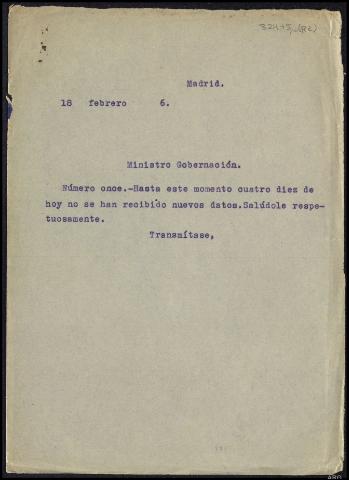 Madrid.
18 febrero 6.
Ministro Gobernación.
Número once.-Hasta este momento cuatro diez de
hoy no se han recibido nuevos datos.Salúdole respe-
tuosamente.
Transmítase,